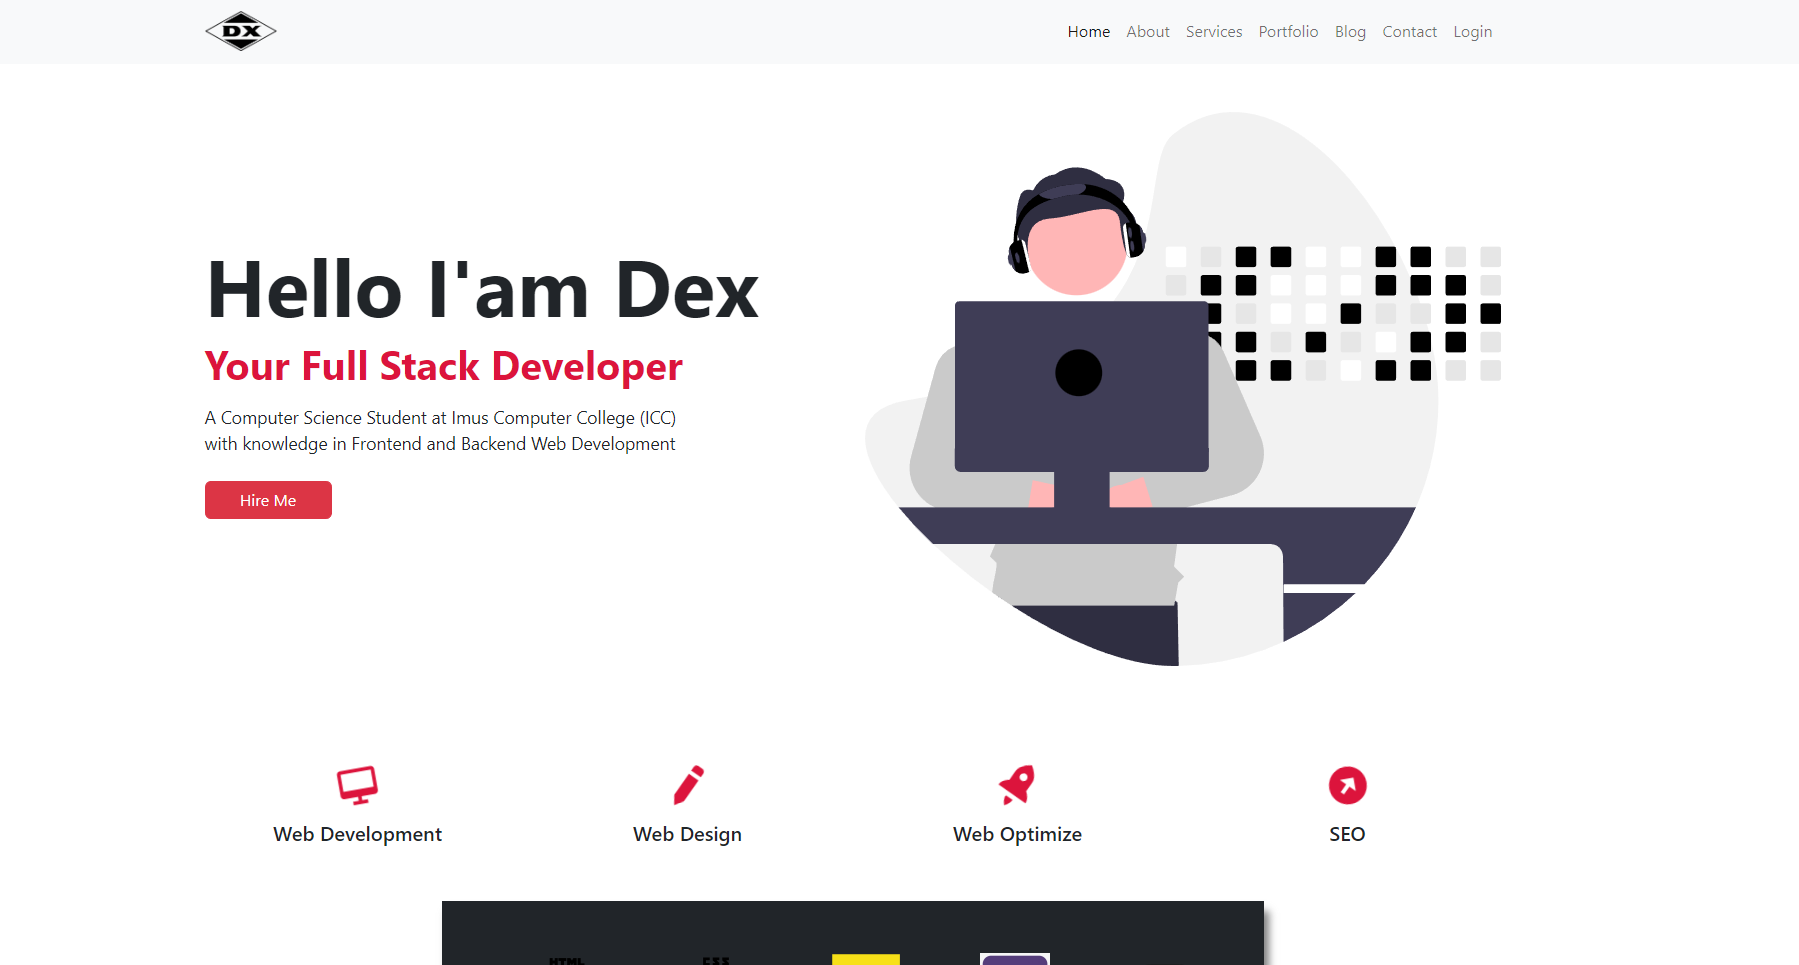 DX
Home About Services Portfolio Blog Contact Login
Hello I'am Dex
Your Full Stack Developer
A Computer Science Student at Imus Computer College (ICC)
with knowledge in Frontend and Backend Web Development
Hire Me
Web Development Web Design Web Optimize SEO
HTML CSS